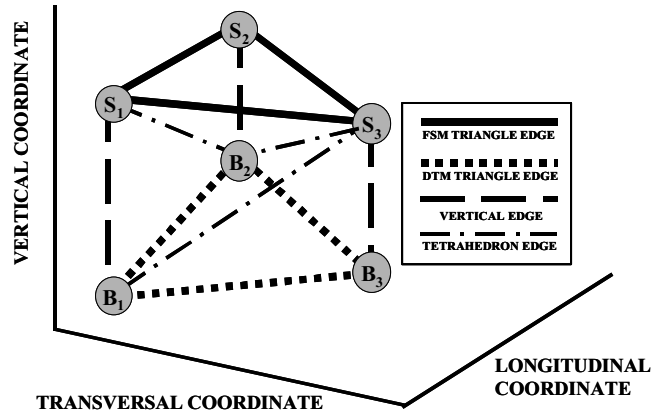 VERTICAL COORDINATE
S2
S1
S3
B2
B1
B3
FSM TRIANGLE EDGE
DTM TRIANGLE EDGE
VERTICAL EDGE
TETRAHEDRON EDGE
LONGITUDINAL
COORDINATE
TRANSVERSAL COORDINATE